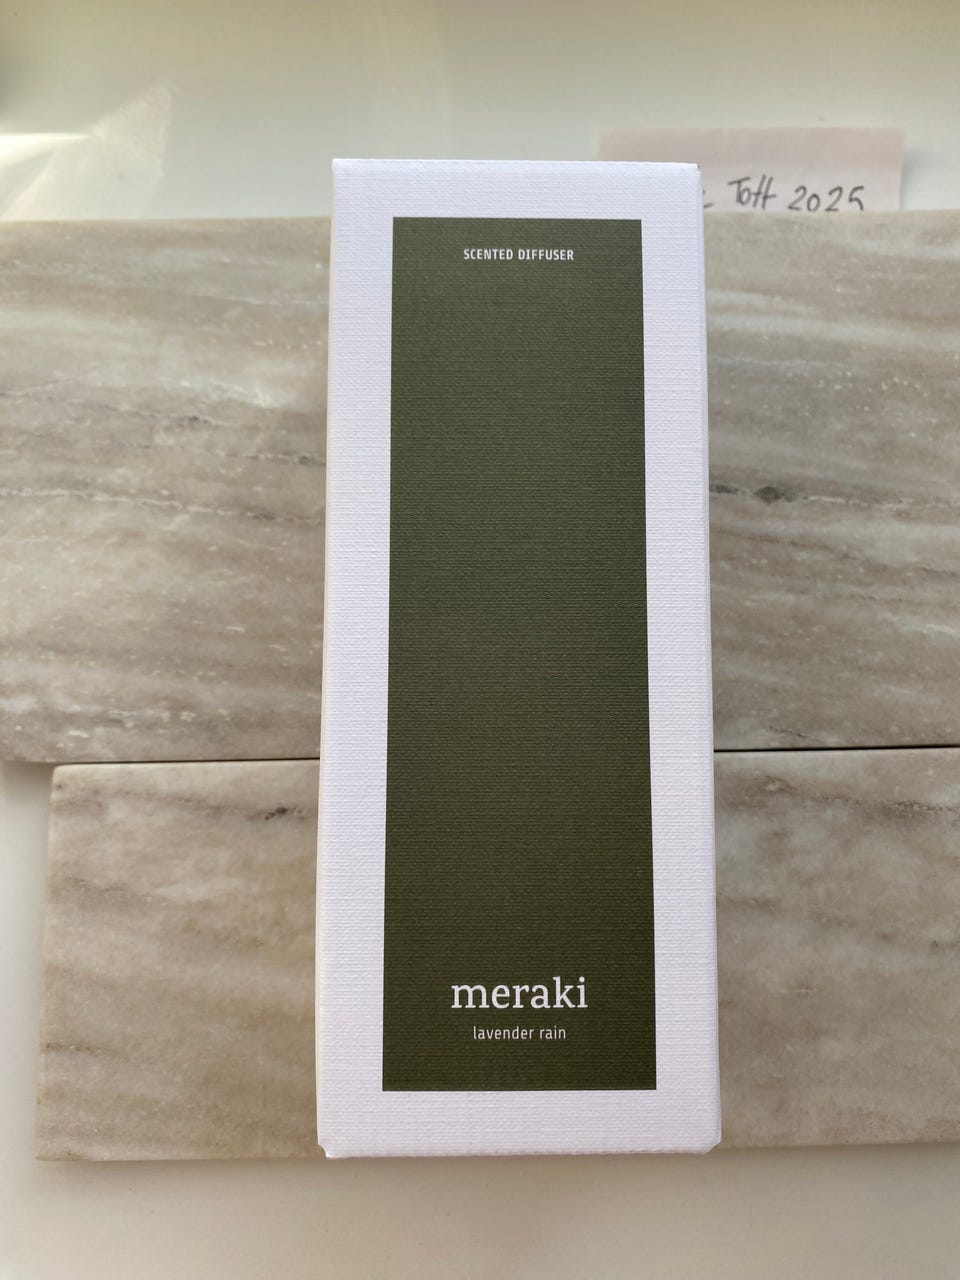 Toft 2025
SCENTED DIFFUSER
meraki
lavender rain